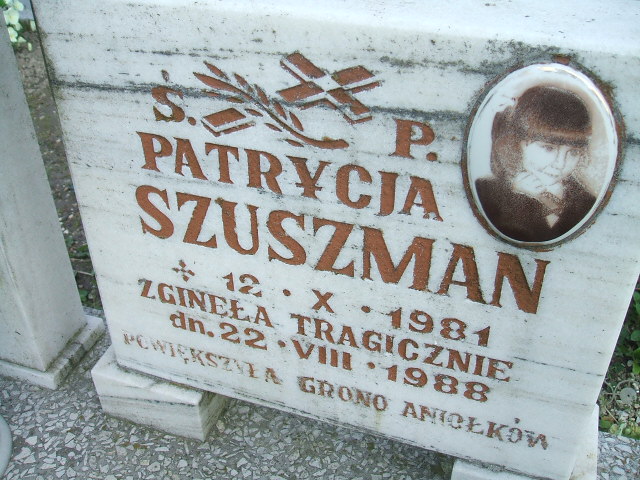 Ś. P.
PATRYCJA
SZUSZMAN
12 · X · 1981
ZGINEŁA TRAGICZNIE
dn. 22 · VIII · 1988
POWIĘKSZYŁA GRONO ANIOŁKÓW